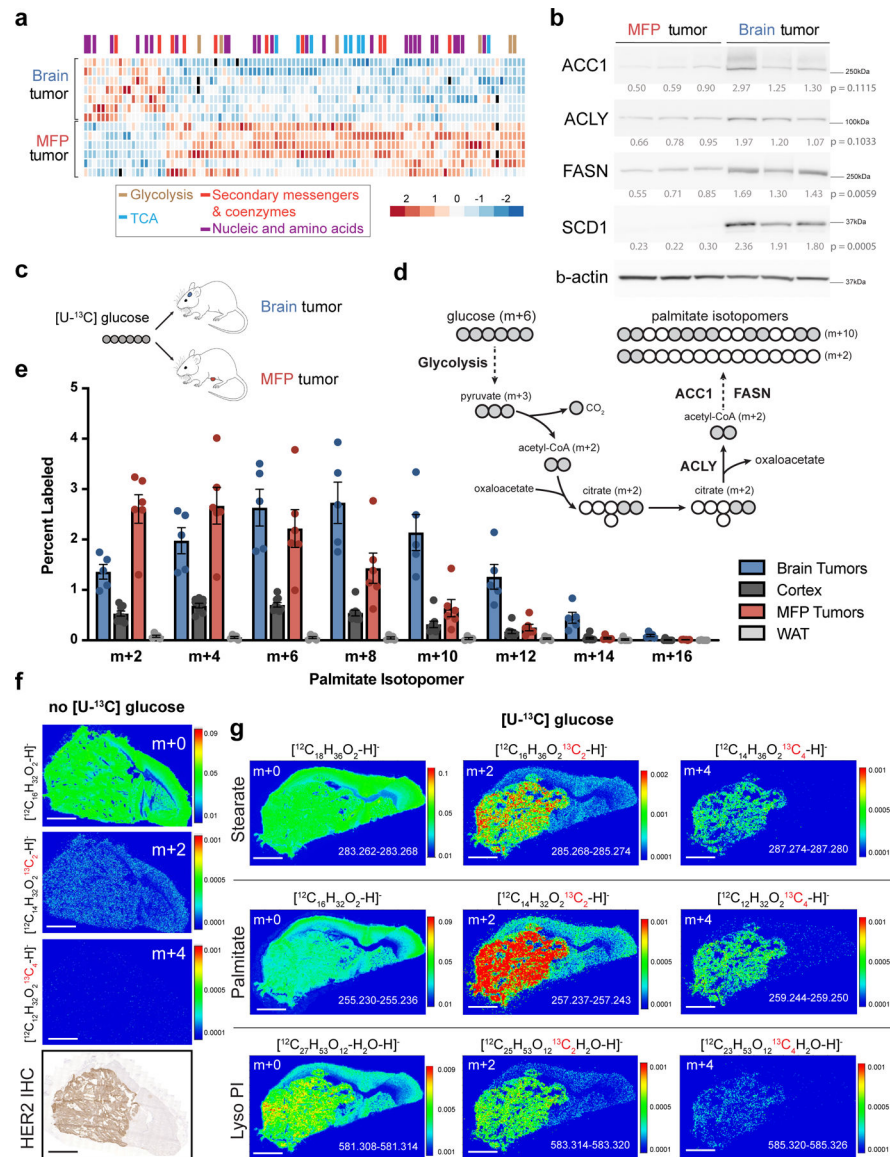 a
Brain
tumor
MFP
tumor
Glycolysis
TCA
Secondary messengers
& coenzymes
Nucleic and amino acids
2 1 0 -1 -2
b
MFP tumor Brain tumor
ACC1
250kDa
0.50 0.59 0.90 2.97 1.25 1.30 p = 0.1115
ACLY
100kDa
0.66 0.78 0.95 1.97 1.20 1.07 p = 0.1033
FASN
250kDa
0.55 0.71 0.85 1.69 1.30 1.43 p = 0.0059
SCD1
37kDa
0.23 0.22 0.30 2.36 1.91 1.80 p = 0.0005
b-actin
37kDa
c
[U-¹³C] glucose
Brain tumor
MFP tumor
d
glucose (m+6)
Glycolysis
pyruvate (m+3)
CO₂
acetyl-CoA (m+2)
oxaloacetate
citrate (m+2)
citrate (m+2)
ACLY
oxaloacetate
acetyl-CoA (m+2)
ACC1 FASN
palmitate isotopomers
(m+10)
(m+2)
e
Percent Labeled
5
4
3
2
1
0
m+2 m+4 m+6 m+8 m+10 m+12 m+14 m+16
Palmitate Isotopomer
Brain Tumors
Cortex
MFP Tumors
WAT
f
no [U-¹³C] glucose
[¹²C₁₆H₃₂O₂-H]⁻
m+0
0.09
0.05
0.01
[¹²C₁₄H₃₂O₂¹³C₂-H]⁻
m+2
0.001
0.0005
0.0001
[¹²C₁₂H₃₂O₂¹³C₄-H]⁻
m+4
0.001
0.0005
0.0001
HER2 IHC
g
[U-¹³C] glucose
Stearate
[¹²C₁₈H₃₆O₂-H]⁻
m+0
283.262-283.268
0.1
0.05
0.01
[¹²C₁₆H₃₆O₂¹³C₂-H]⁻
m+2
285.268-285.274
0.002
0.001
0.0001
[¹²C₁₄H₃₆O₂¹³C₄-H]⁻
m+4
287.274-287.280
0.001
0.0005
0.0001
Palmitate
[¹²C₁₆H₃₂O₂-H]⁻
m+0
255.230-255.236
0.09
0.05
0.01
[¹²C₁₄H₃₂O₂¹³C₂-H]⁻
m+2
257.237-257.243
0.001
0.0005
0.0001
[¹²C₁₂H₃₂O₂¹³C₄-H]⁻
m+4
259.244-259.250
0.001
0.0005
0.0001
Lyso PI
[¹²C₂₇H₅₃O₁₂-H₂O-H]⁻
m+0
581.308-581.314
0.009
0.005
0.001
[¹²C₂₅H₅₃O₁₂¹³C₂H₂O-H]⁻
m+2
583.314-583.320
0.001
0.0005
0.0001
[¹²C₂₃H₅₃O₁₂¹³C₄H₂O-H]⁻
m+4
585.320-585.326
0.001
0.0005
0.0001